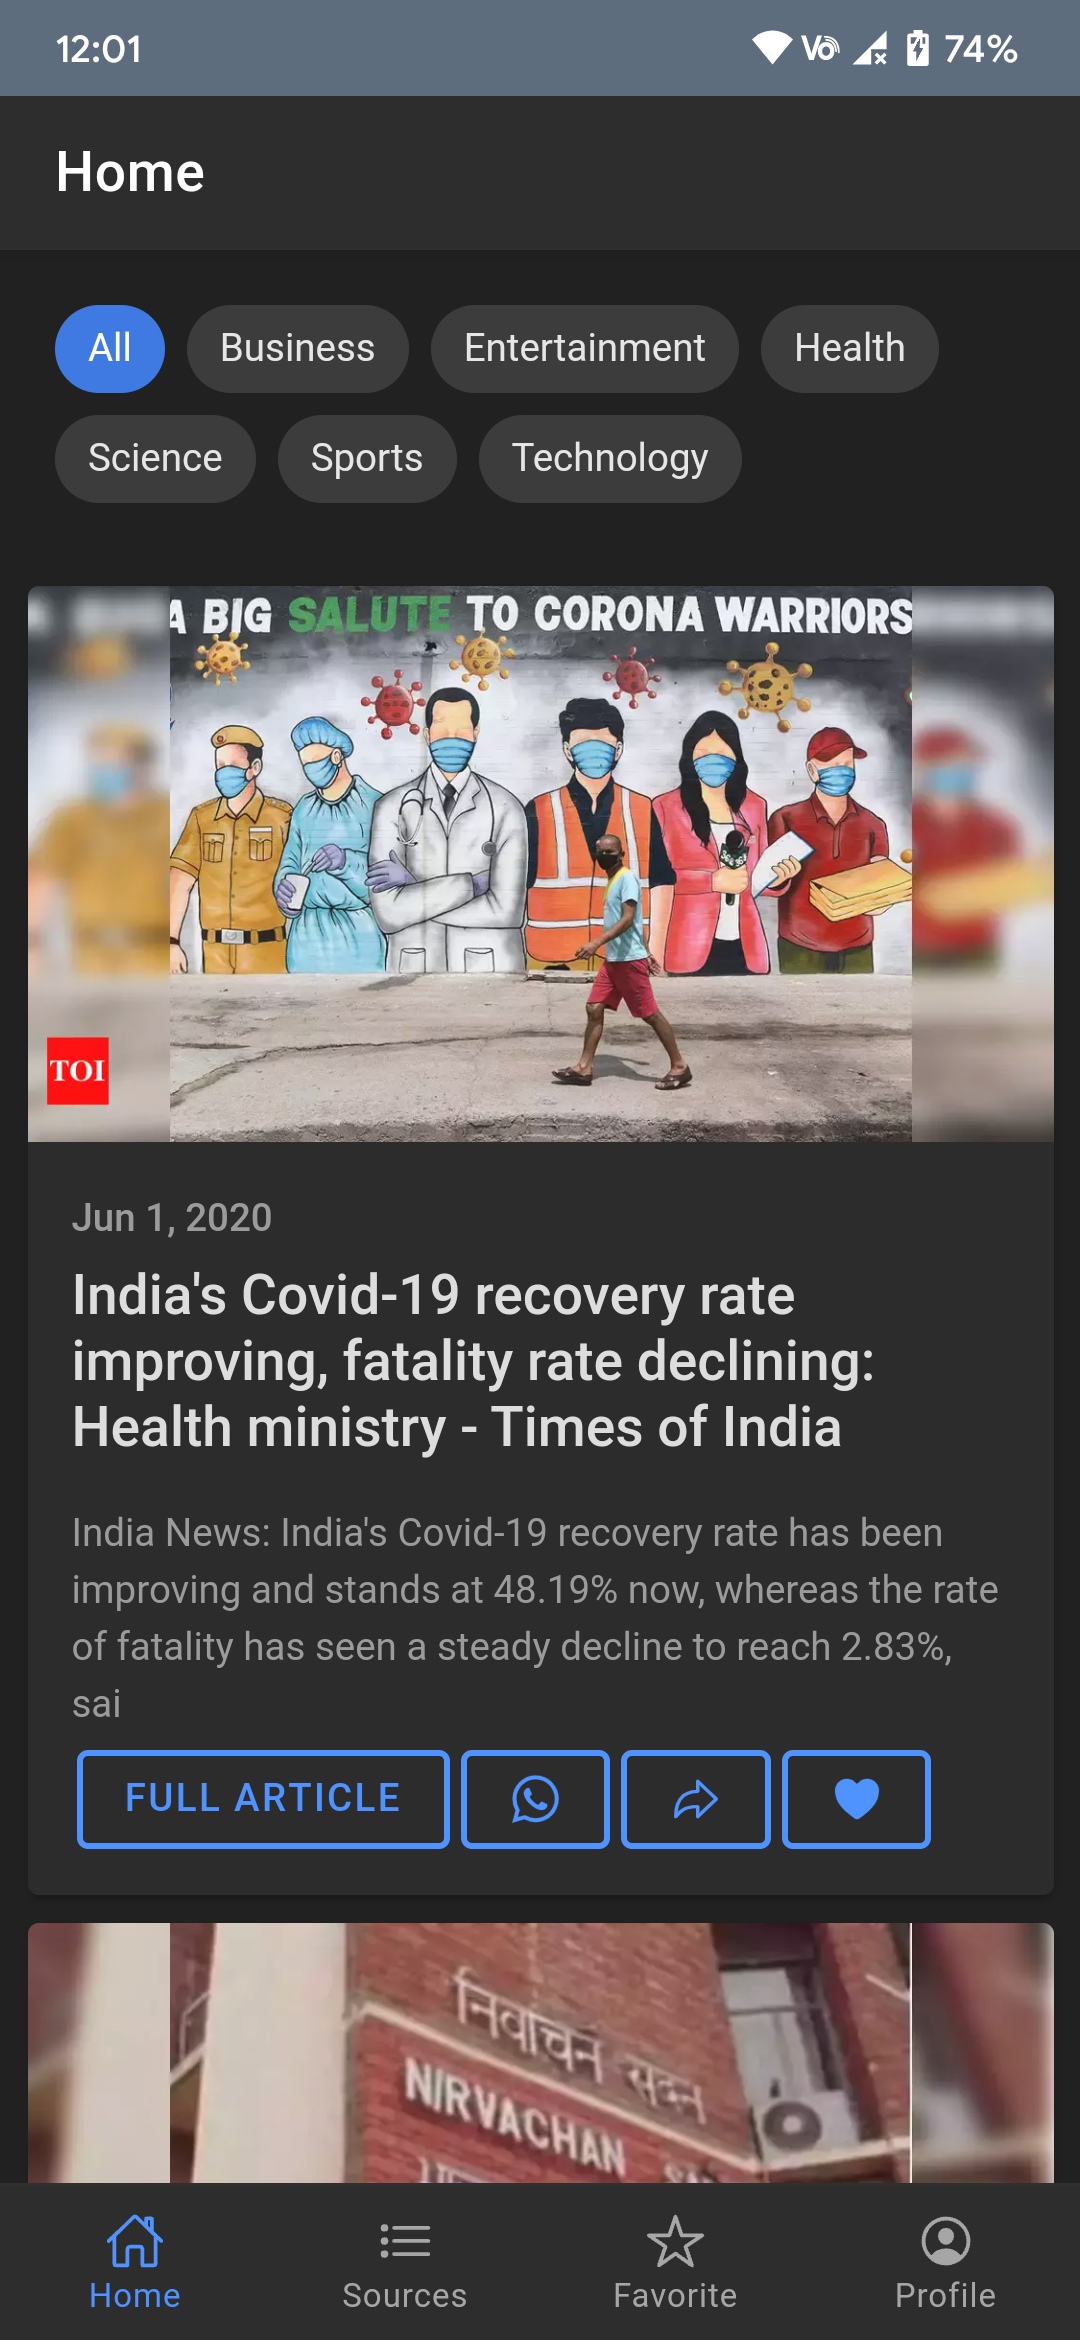 12:01
Vo 74%
Home
All Business Entertainment Health
Science Sports Technology
A BIG SALUTE TO CORONA WARRIORS
TOI
Jun 1, 2020
India's Covid-19 recovery rate
improving, fatality rate declining:
Health ministry - Times of India
India News: India's Covid-19 recovery rate has been
improving and stands at 48.19% now, whereas the rate
of fatality has seen a steady decline to reach 2.83%,
sai
FULL ARTICLE
निर्वाचन सदन
NIRVACHAN
Home Sources Favorite Profile